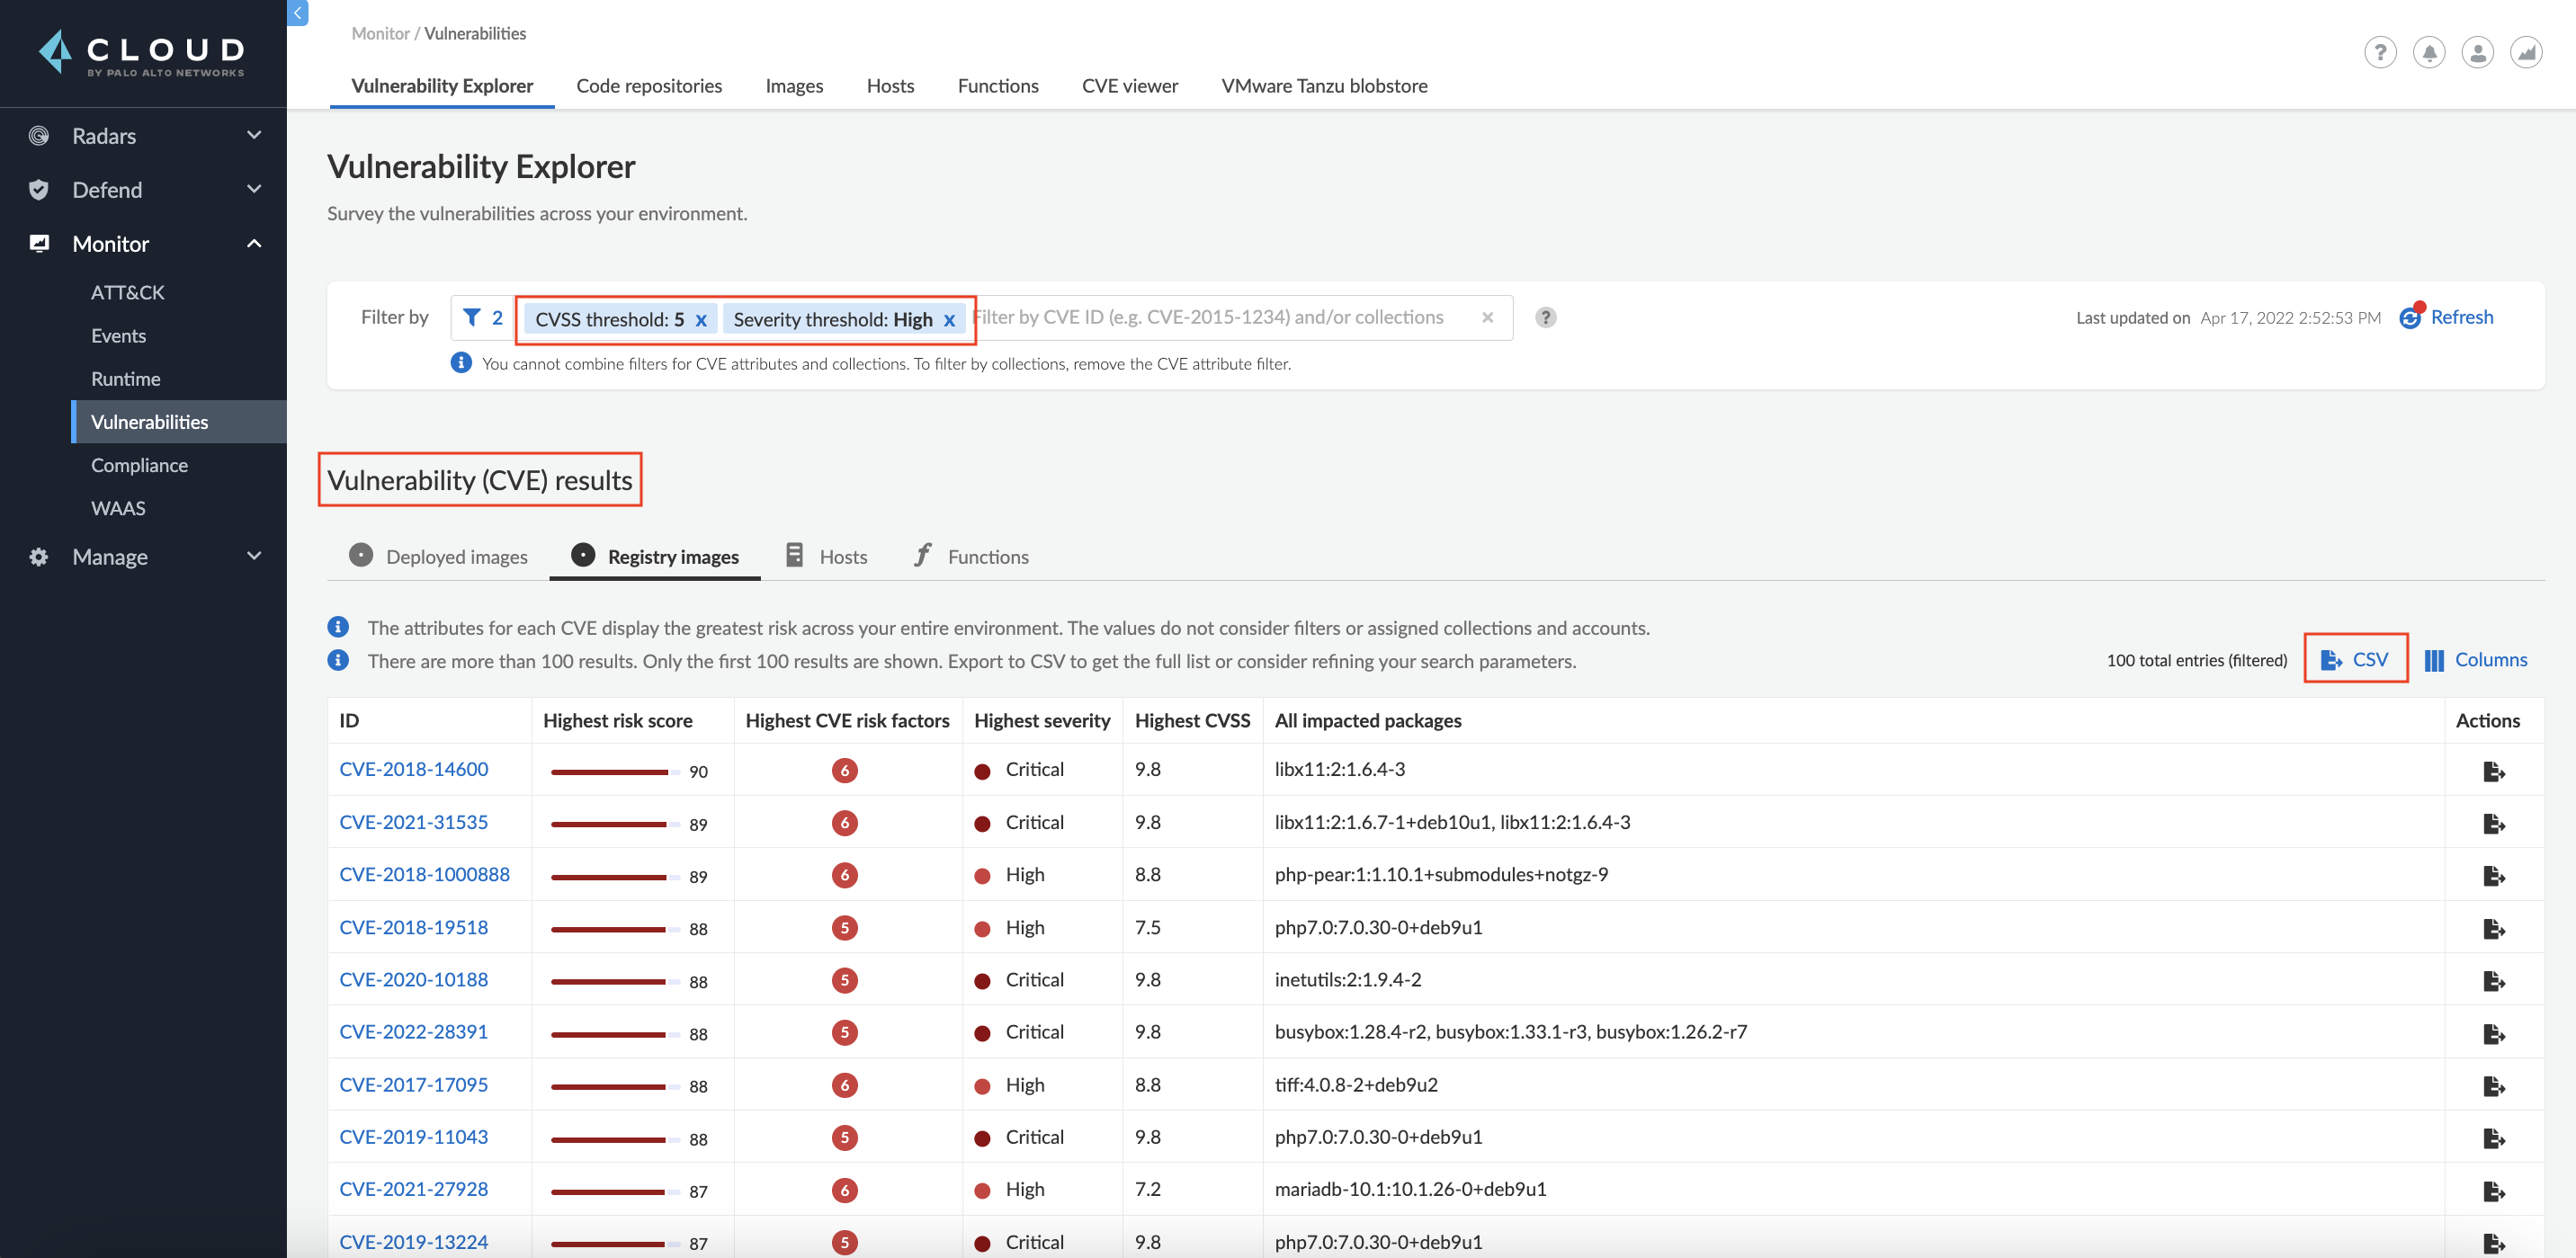 CLOUD
BY PALO ALTO NETWORKS
Radars
Defend
Monitor
ATT&CK
Events
Runtime
Vulnerabilities
Compliance
WAAS
Manage
Monitor / Vulnerabilities
Vulnerability Explorer Code repositories Images Hosts Functions CVE viewer VMware Tanzu blobstore
?
Vulnerability Explorer
Survey the vulnerabilities across your environment.
Filter by 2 CVSS threshold: 5 x Severity threshold: High x Filter by CVE ID (e.g. CVE-2015-1234) and/or collections × ? Last updated on Apr 17, 2022 2:52:53 PM Refresh
You cannot combine filters for CVE attributes and collections. To filter by collections, remove the CVE attribute filter.
Vulnerability (CVE) results
Deployed images Registry images Hosts Functions
The attributes for each CVE display the greatest risk across your entire environment. The values do not consider filters or assigned collections and accounts.
There are more than 100 results. Only the first 100 results are shown. Export to CSV to get the full list or consider refining your search parameters.
100 total entries (filtered) CSV Columns
ID Highest risk score Highest CVE risk factors Highest severity Highest CVSS All impacted packages Actions
CVE-2018-14600 90 6 Critical 9.8 libx11:2:1.6.4-3
CVE-2021-31535 89 6 Critical 9.8 libx11:2:1.6.7-1+deb10u1, libx11:2:1.6.4-3
CVE-2018-1000888 89 6 High 8.8 php-pear:1:1.10.1+submodules+notgz-9
CVE-2018-19518 88 5 High 7.5 php7.0:7.0.30-0+deb9u1
CVE-2020-10188 88 5 Critical 9.8 inetutils:2:1.9.4-2
CVE-2022-28391 88 5 Critical 9.8 busybox:1.28.4-r2, busybox:1.33.1-r3, busybox:1.26.2-r7
CVE-2017-17095 88 6 High 8.8 tiff:4.0.8-2+deb9u2
CVE-2019-11043 88 5 Critical 9.8 php7.0:7.0.30-0+deb9u1
CVE-2021-27928 87 6 High 7.2 mariadb-10.1:10.1.26-0+deb9u1
CVE-2019-13224 87 5 Critical 9.8 php7.0:7.0.30-0+deb9u1